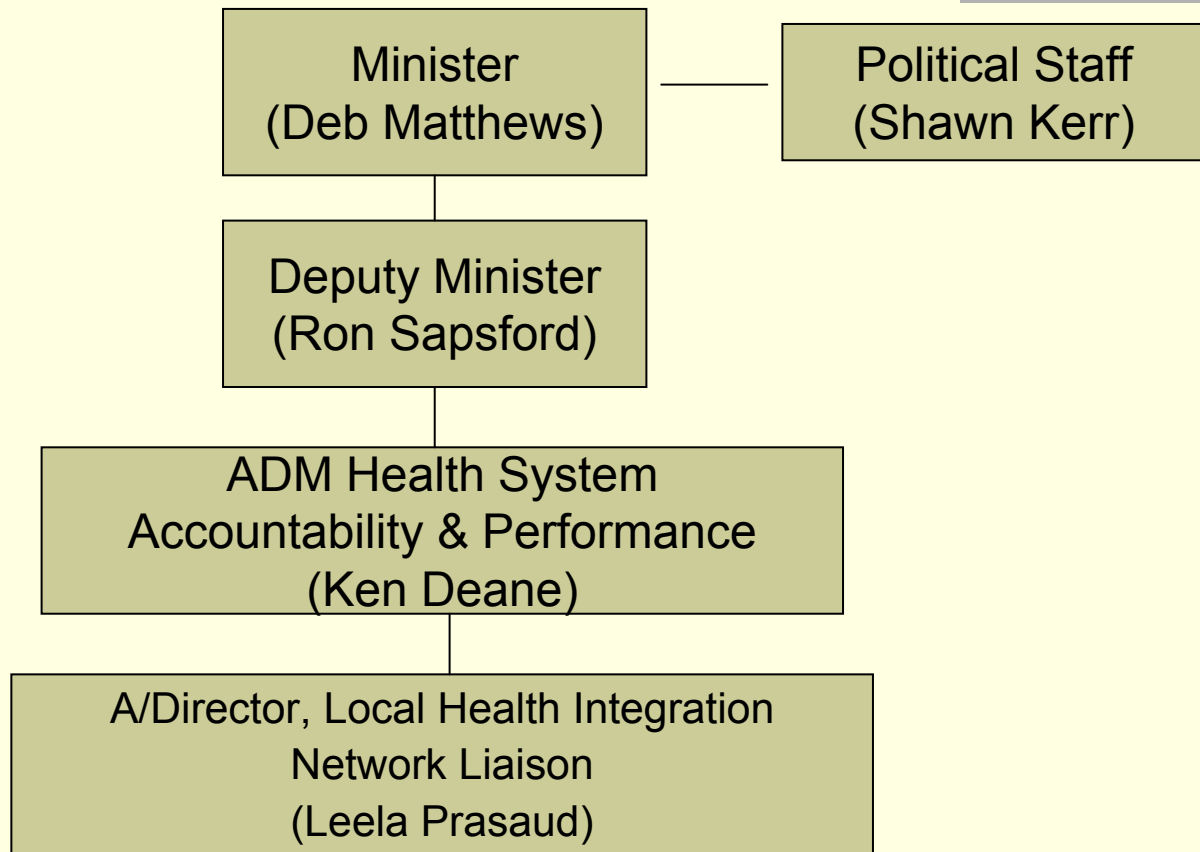 Minister
(Deb Matthews)
Political Staff
(Shawn Kerr)
Deputy Minister
(Ron Sapsford)
ADM Health System
Accountability & Performance
(Ken Deane)
A/Director, Local Health Integration
Network Liaison
(Leela Prasaud)